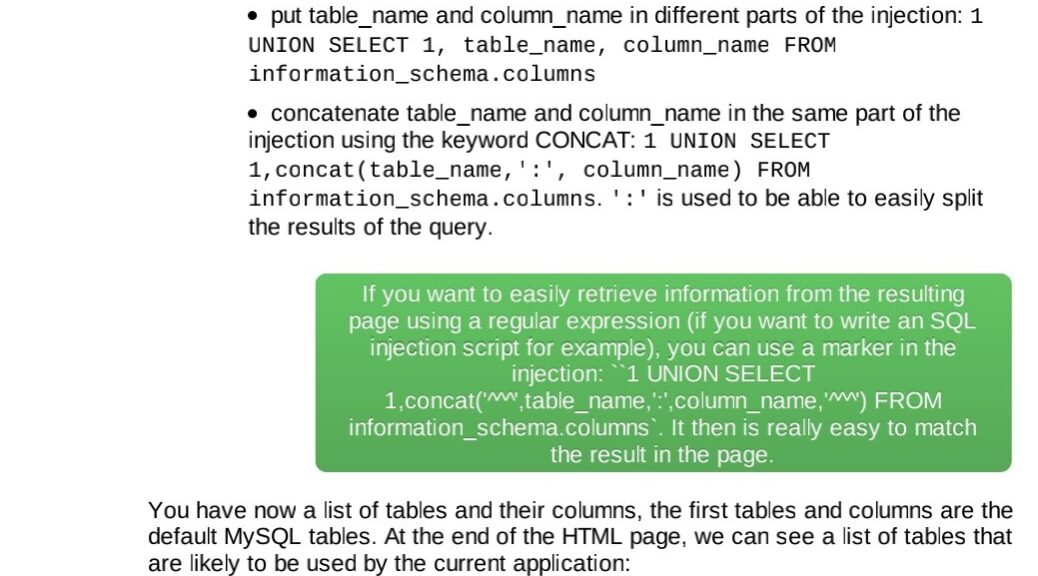 • put table_name and column_name in different parts of the injection: 1
UNION SELECT 1, table_name, column_name FROM
information_schema.columns
• concatenate table_name and column_name in the same part of the
injection using the keyword CONCAT: 1 UNION SELECT
1,concat(table_name,':', column_name) FROM
information_schema.columns. ':' is used to be able to easily split
the results of the query.
If you want to easily retrieve information from the resulting
page using a regular expression (if you want to write an SQL
injection script for example), you can use a marker in the
injection: ``1 UNION SELECT
1,concat('^^^',table_name,':',column_name,'^^^') FROM
information_schema.columns`. It then is really easy to match
the result in the page.
You have now a list of tables and their columns, the first tables and columns are the
default MySQL tables. At the end of the HTML page, we can see a list of tables that
are likely to be used by the current application: